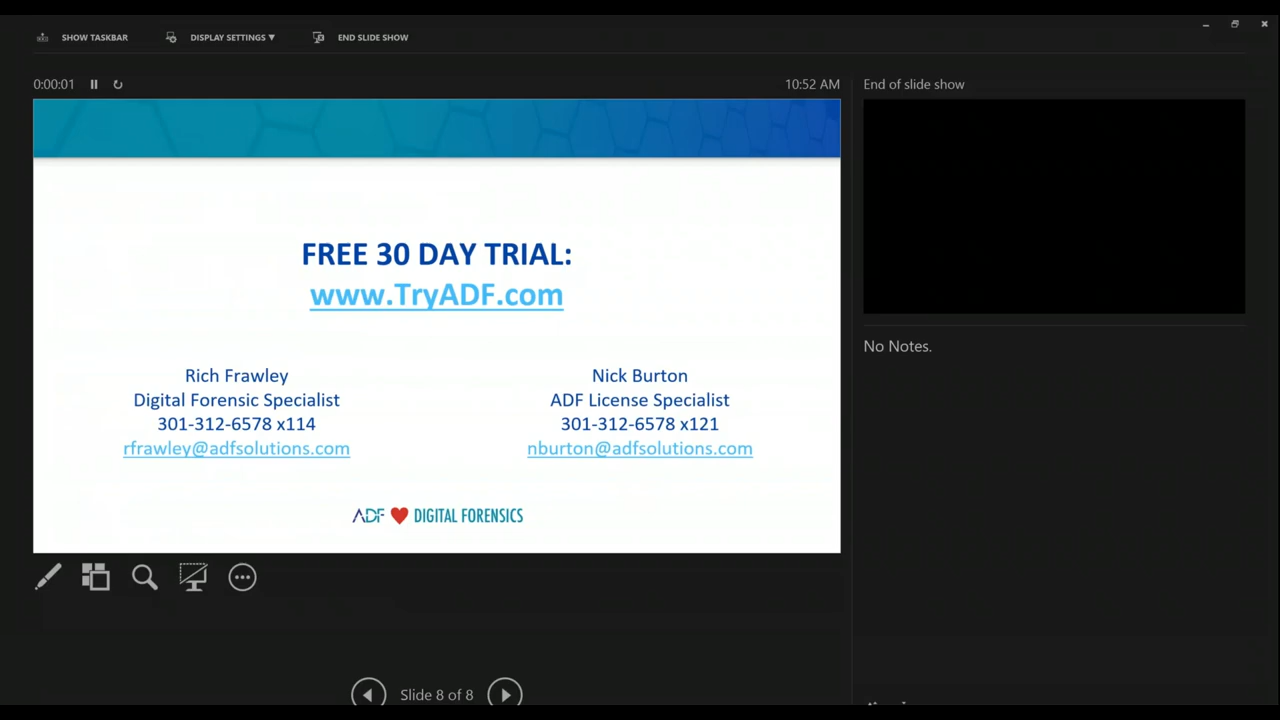 SHOW TASKBAR
DISPLAY SETTINGS ▼
END SLIDE SHOW
0:00:01
10:52 AM
End of slide show
FREE 30 DAY TRIAL:
www.TryADF.com
Rich Frawley
Digital Forensic Specialist
301-312-6578 x114
rfrawley@adfsolutions.com
Nick Burton
ADF License Specialist
301-312-6578 x121
nburton@adfsolutions.com
ADF ❤ DIGITAL FORENSICS
No Notes.
Slide 8 of 8